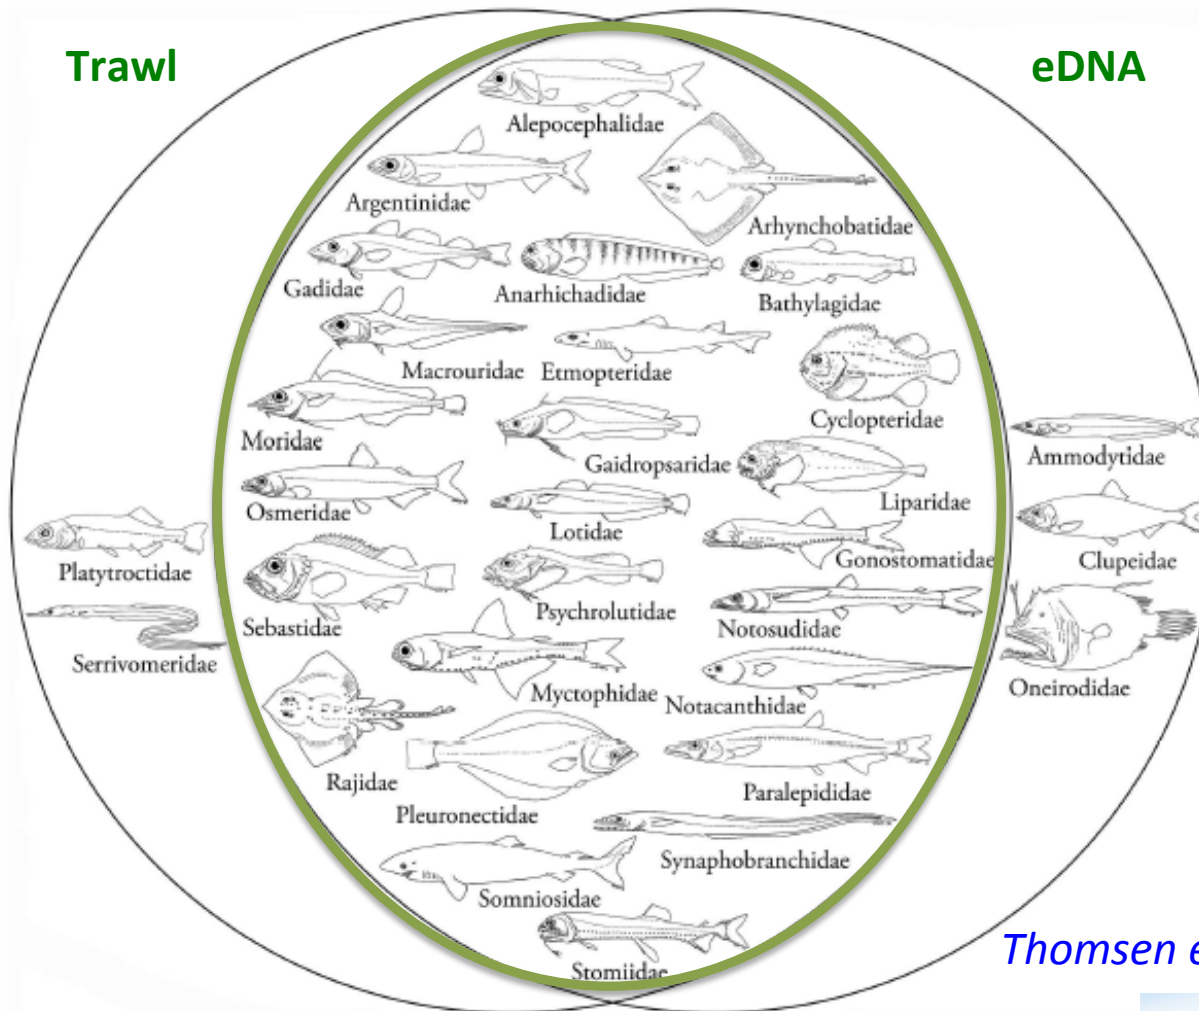 Trawl
eDNA
Alepocephalidae
Argentinidae
Arhynchobatidae
Gadidae
Anarhichadidae
Bathylagidae
Macrouridae
Etmopteridae
Cyclopteridae
Moridae
Gaidropsaridae
Ammodytidae
Liparidae
Osmeridae
Lotidae
Gonostomatidae
Clupeidae
Platytroctidae
Psychrolutidae
Notosudidae
Sebastidae
Serrivomeridae
Myctophidae
Notacanthidae
Oneirodidae
Rajidae
Paralepididae
Pleuronectidae
Synaphobranchidae
Somniosidae
Thomsen e
Stomiidae